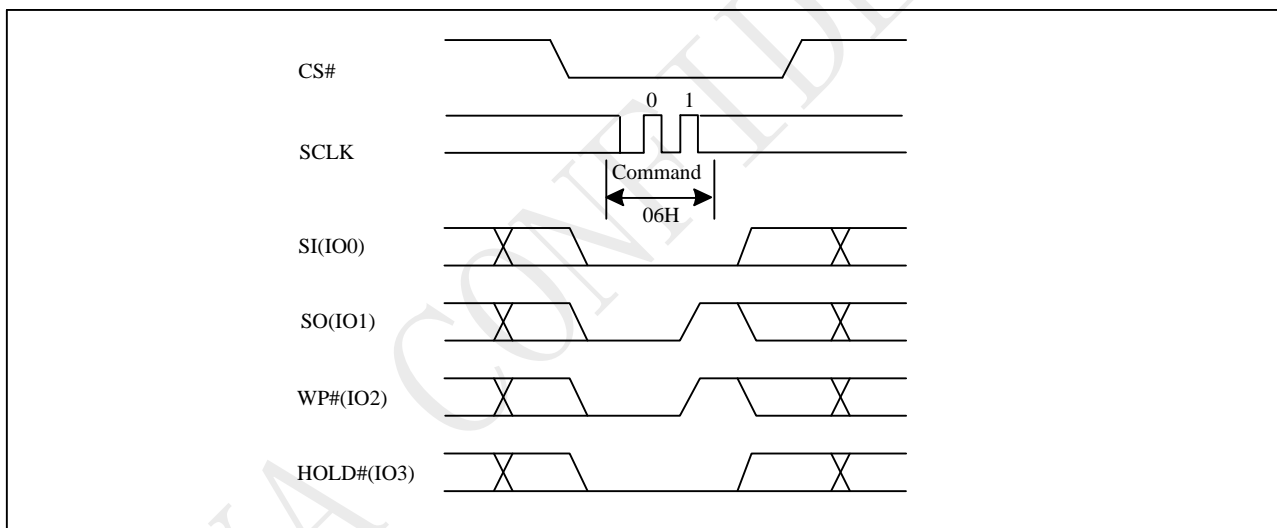 CS#
0 1
SCLK
Command
06H
SI(IO0)
SO(IO1)
WP#(IO2)
HOLD#(IO3)